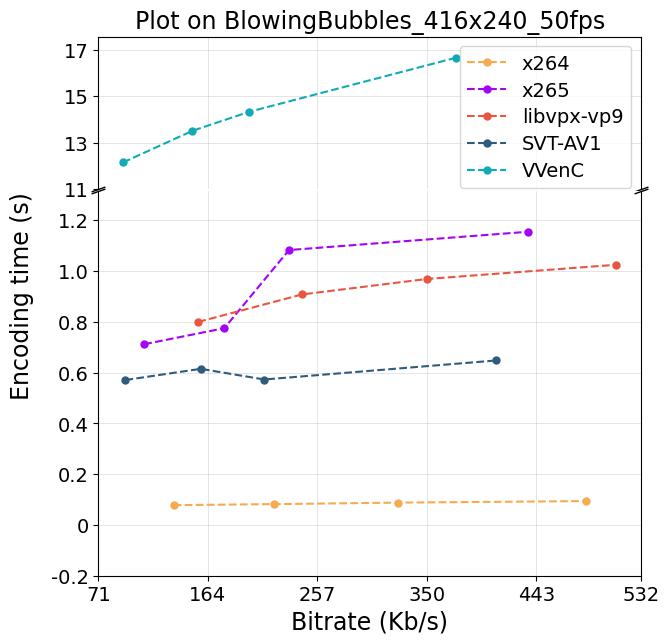 Plot on BlowingBubbles_416x240_50fps
17
15
13
11
1.2
1.0
0.8
0.6
0.4
0.2
0
-0.2
Encoding time (s)
x264
x265
libvpx-vp9
SVT-AV1
VVenC
71 164 257 350 443 532
Bitrate (Kb/s)